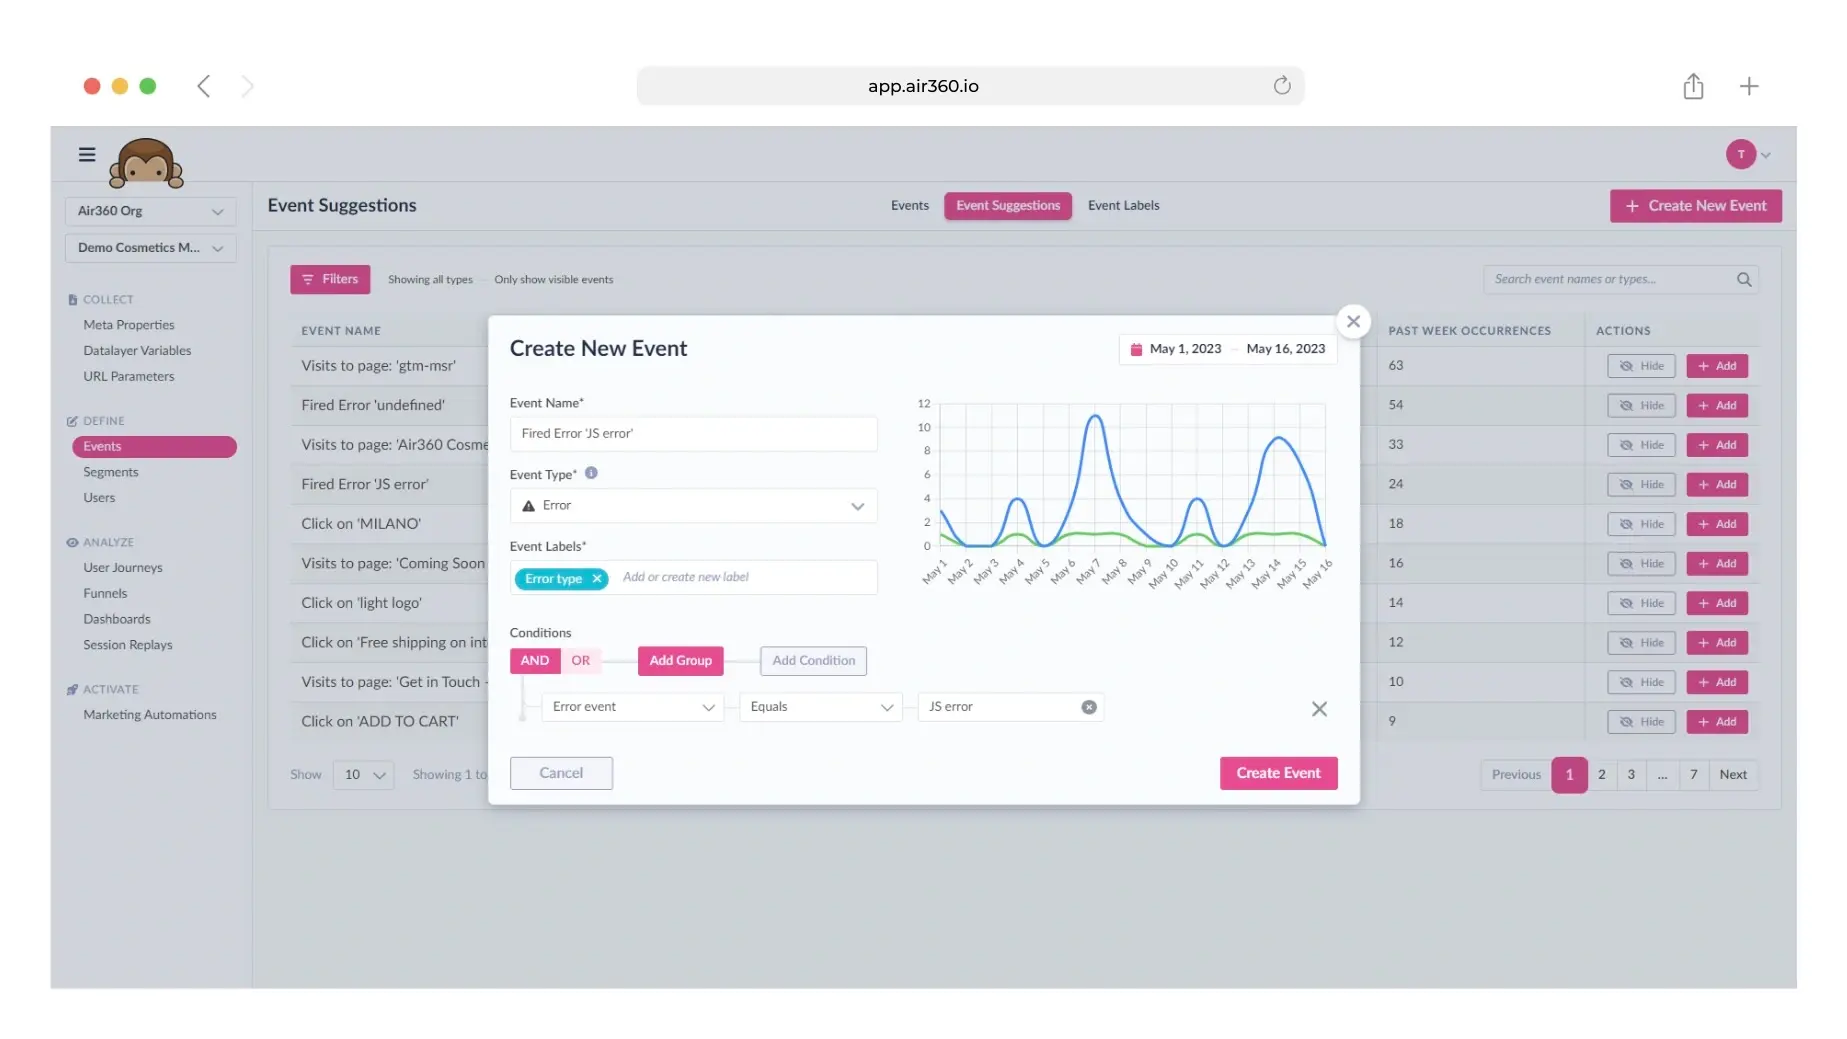 app.air360.io
T
Air360 Org
Demo Cosmetics M...
COLLECT
Meta Properties
Datalayer Variables
URL Parameters
DEFINE
Events
Segments
Users
ANALYZE
User Journeys
Funnels
Dashboards
Session Replays
ACTIVATE
Marketing Automations
Event Suggestions
Events
Event Suggestions
Event Labels
+ Create New Event
Filters
Showing all types
Only show visible events
Search event names or types...
EVENT NAME
PAST WEEK OCCURRENCES
ACTIONS
Visits to page: 'gtm-msr'
63
Hide
+ Add
Fired Error 'undefined'
54
Hide
+ Add
Visits to page: 'Air360 Cosme
33
Hide
+ Add
Fired Error 'JS error'
24
Hide
+ Add
Click on 'MILANO'
18
Hide
+ Add
Visits to page: 'Coming Soon
16
Hide
+ Add
Click on 'light logo'
14
Hide
+ Add
Click on 'Free shipping on int
12
Hide
+ Add
Visits to page: 'Get in Touch -
10
Hide
+ Add
Click on 'ADD TO CART'
9
Hide
+ Add
Show
10
Showing 1 to
Previous
1
2
3
...
7
Next
Create New Event
May 1, 2023 – May 16, 2023
Event Name*
Fired Error 'JS error'
Event Type*
Error
Event Labels*
Error type
Add or create new label
12
10
8
6
4
2
0
May 1
May 2
May 3
May 4
May 5
May 6
May 7
May 8
May 9
May 10
May 11
May 12
May 13
May 14
May 15
May 16
Conditions
AND
OR
Add Group
Add Condition
Error event
Equals
JS error
Cancel
Create Event